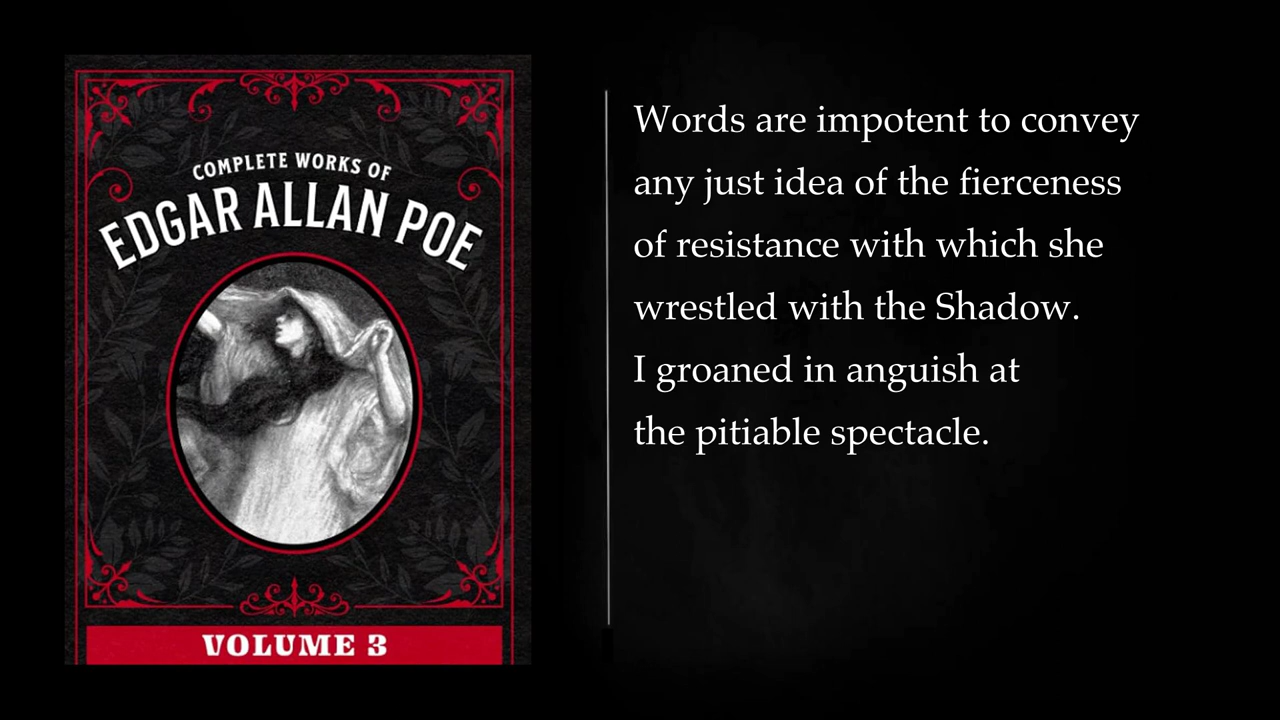 COMPLETE WORKS OF
EDGAR ALLAN POE
VOLUME 3
Words are impotent to convey
any just idea of the fierceness
of resistance with which she
wrestled with the Shadow.
I groaned in anguish at
the pitiable spectacle.